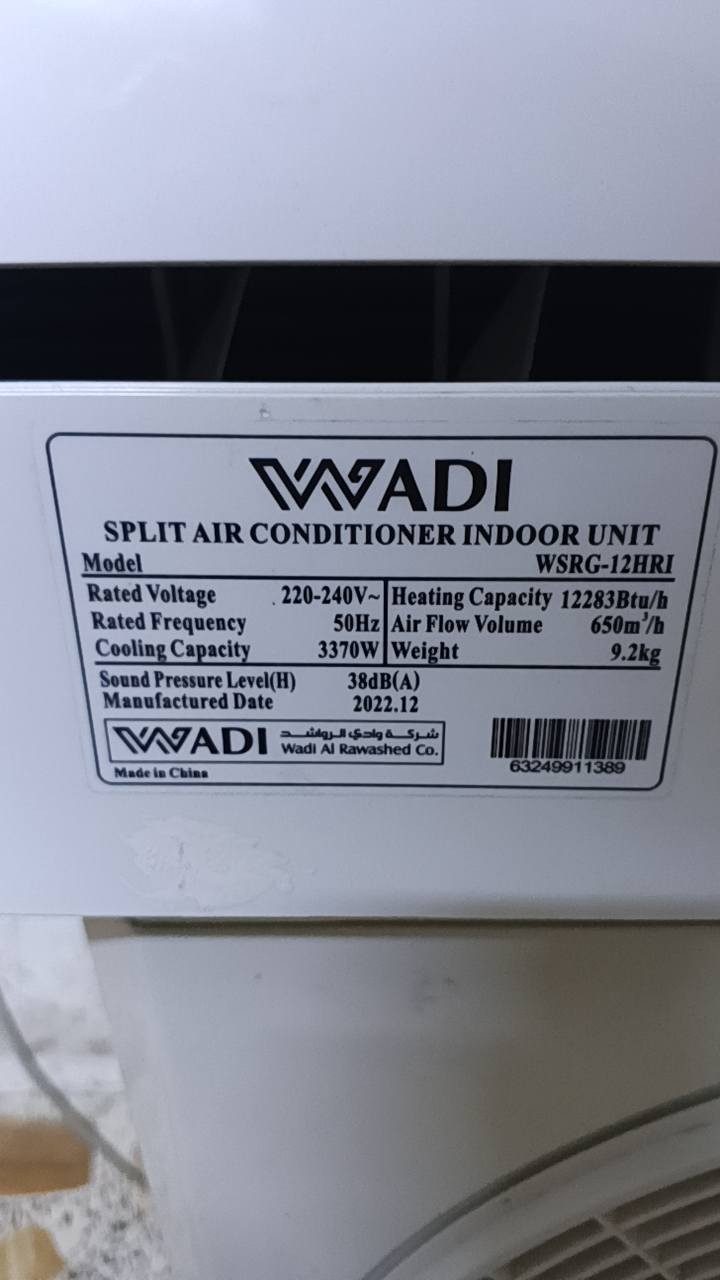 WADI
SPLIT AIR CONDITIONER INDOOR UNIT
Model WSRG-12HRI
Rated Voltage 220-240V~ Heating Capacity 12283Btu/h
Rated Frequency 50Hz Air Flow Volume 650m³/h
Cooling Capacity 3370W Weight 9.2kg
Sound Pressure Level(H) 38dB(A)
Manufactured Date 2022.12
WADI شركة وادي الرواشد
Wadi Al Rawashed Co.
63249911389
Made in China